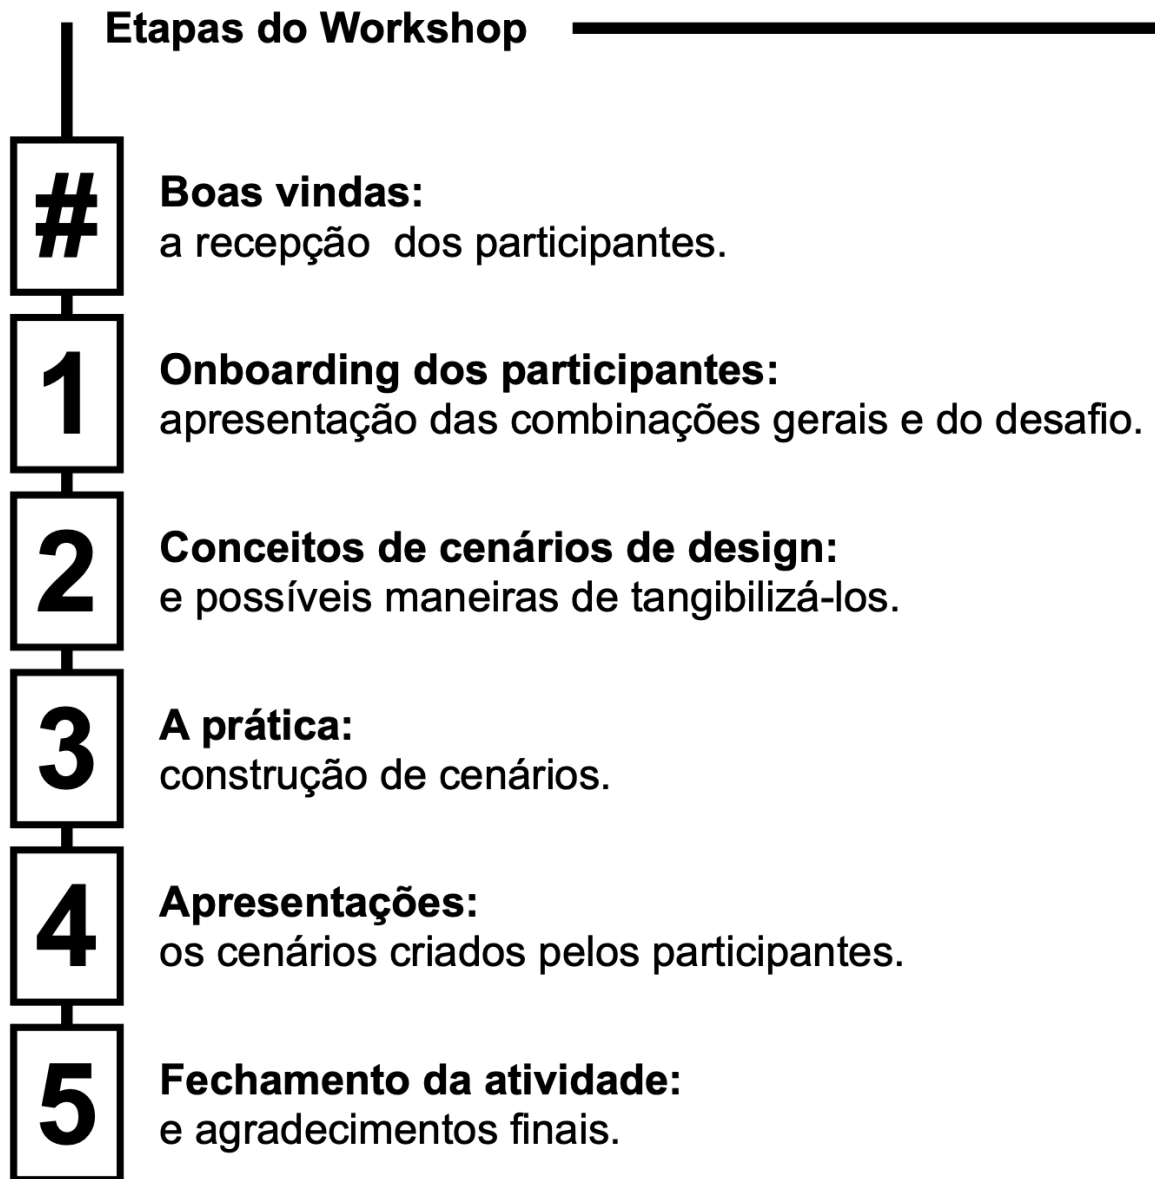 Etapas do Workshop
#
Boas vindas:
a recepção  dos participantes.
1
Onboarding dos participantes:
apresentação das combinações gerais e do desafio.
2
Conceitos de cenários de design:
e possíveis maneiras de tangibilizá-los.
3
A prática:
construção de cenários.
4
Apresentações:
os cenários criados pelos participantes.
5
Fechamento da atividade:
e agradecimentos finais.